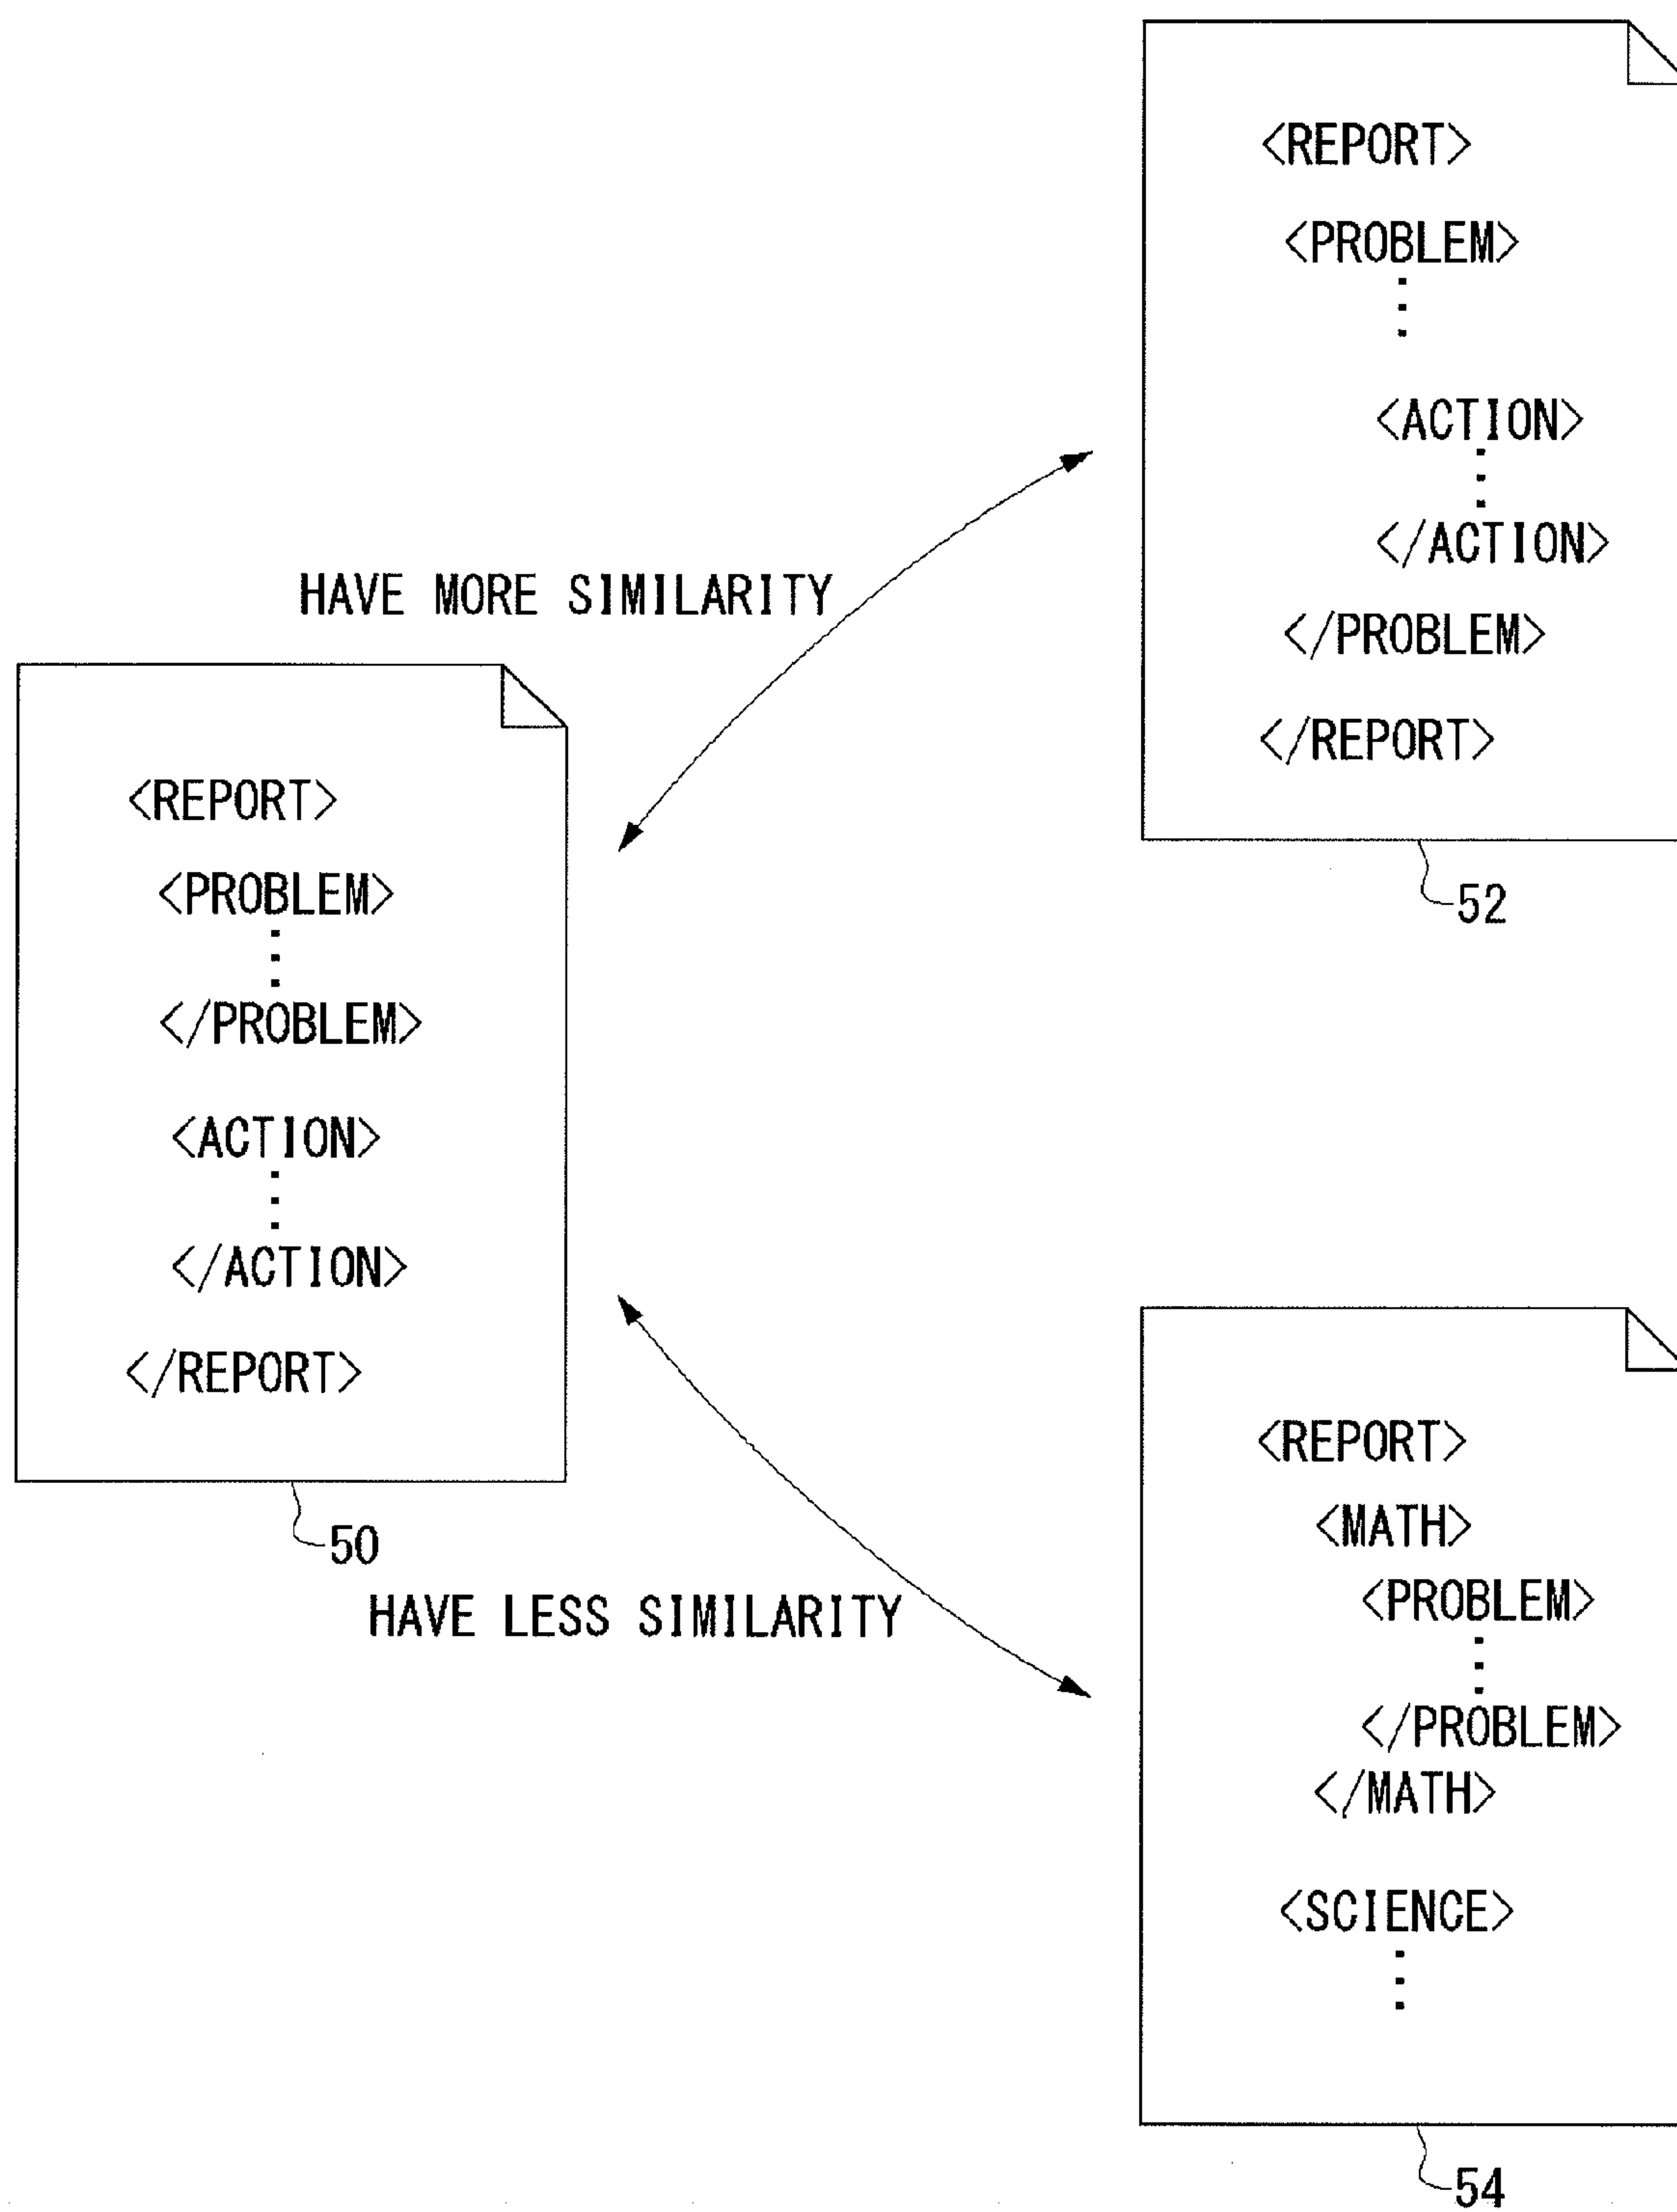 <REPORT>
<PROBLEM>
<ACTION>
</ACTION>
</PROBLEM>
</REPORT>
52
HAVE MORE SIMILARITY
<REPORT>
<PROBLEM>
</PROBLEM>
<ACTION>
</ACTION>
</REPORT>
50
HAVE LESS SIMILARITY
<REPORT>
<MATH>
<PROBLEM>
</PROBLEM>
</MATH>
<SCIENCE>
54